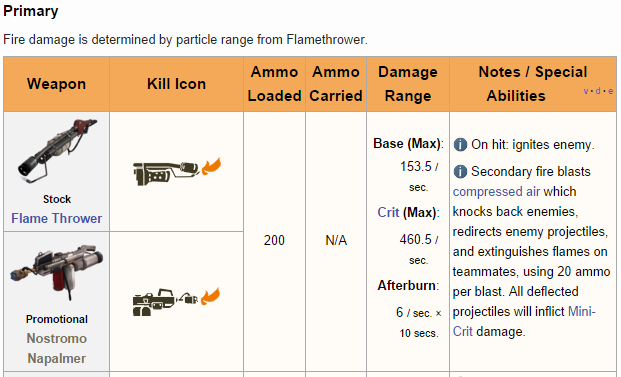 Primary
Fire damage is determined by particle range from Flamethrower.
Weapon
Kill Icon
Ammo
Loaded
Ammo
Carried
Damage
Range
Notes / Special
Abilities
v · d · e
Stock
Flame Thrower
Promotional
Nostromo
Napalmer
200
N/A
Base (Max):
153.5 /
sec.
Crit (Max):
460.5 /
sec.
Afterburn:
6 / sec. ×
10 secs.
On hit: ignites enemy.
Secondary fire blasts
compressed air which
knocks back enemies,
redirects enemy projectiles,
and extinguishes flames on
teammates, using 20 ammo
per blast. All deflected
projectiles will inflict Mini-
Crit damage.